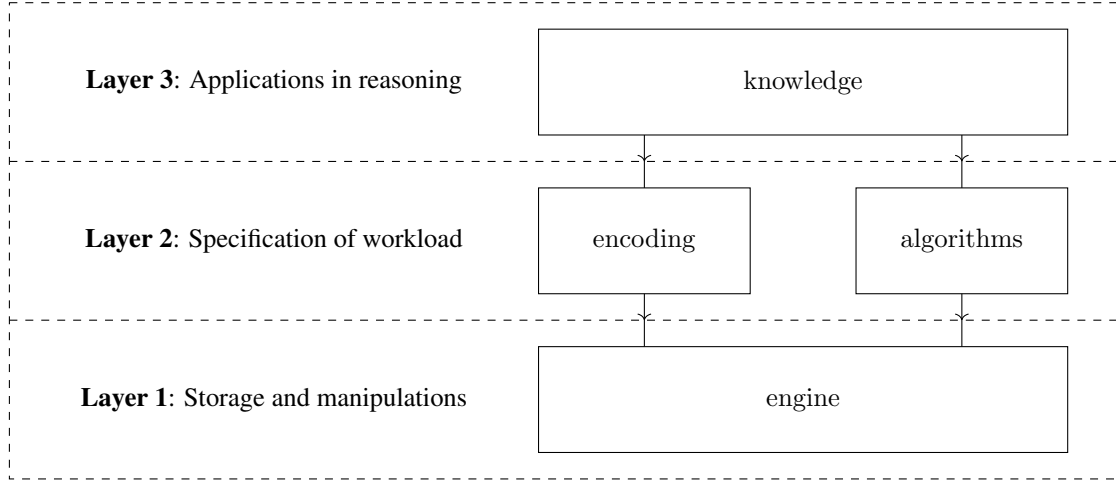 Layer 3: Applications in reasoning
knowledge
Layer 2: Specification of workload
encoding
algorithms
Layer 1: Storage and manipulations
engine